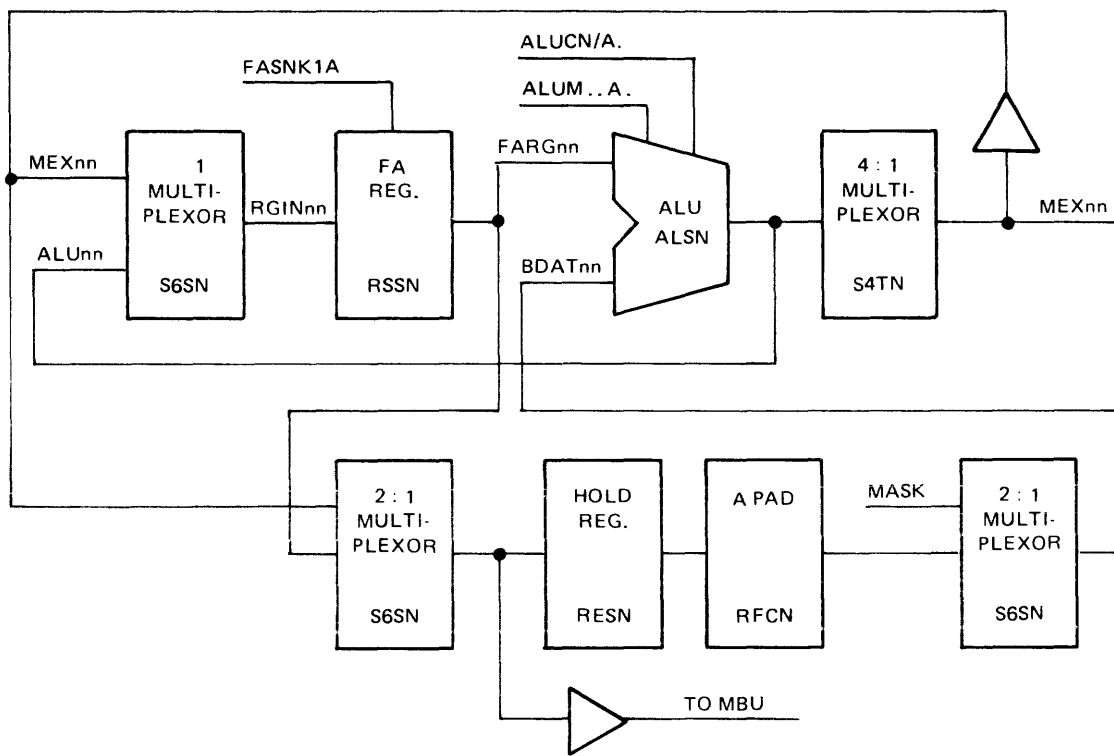 ALUCN/A.
FASNK1A
ALUM..A.
MEXnn
1
MULTI-
PLEXOR
S6SN
RGINnn
FA
REG.
RSSN
FARGnn
ALU
ALSN
4:1
MULTI-
PLEXOR
S4TN
MEXnn
ALUnn
BDATnn
2:1
MULTI-
PLEXOR
S6SN
HOLD
REG.
RESN
A PAD
RFCN
MASK
2:1
MULTI-
PLEXOR
S6SN
TO MBU